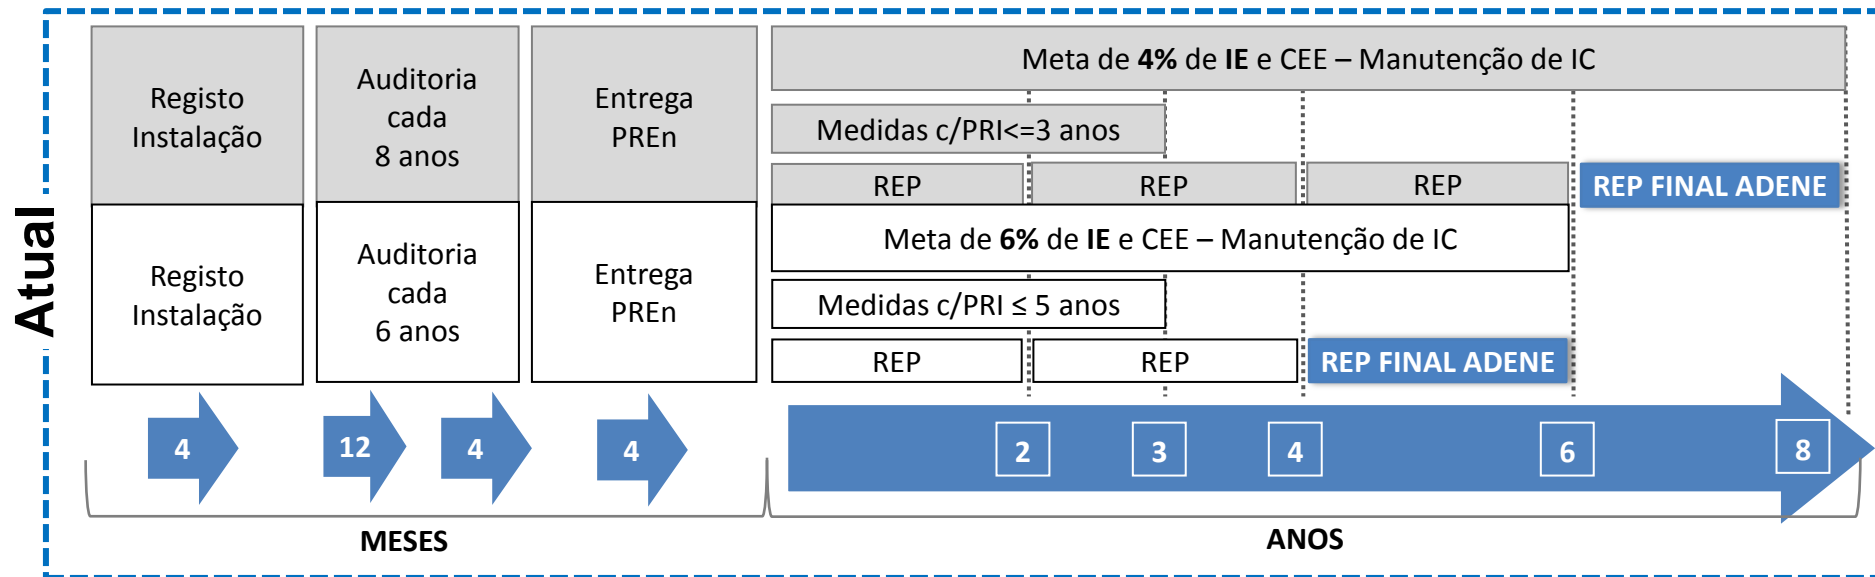 Atual
Registo
Instalação
Auditoria
cada
8 anos
Entrega
PREn
Meta de 4% de IE e CEE – Manutenção de IC
Medidas c/PRI<=3 anos
REP
REP
REP
REP FINAL ADENE
Registo
Instalação
Auditoria
cada
6 anos
Entrega
PREn
Meta de 6% de IE e CEE – Manutenção de IC
Medidas c/PRI ≤ 5 anos
REP
REP
REP FINAL ADENE
4
12
4
4
2
3
4
6
8
MESES
ANOS